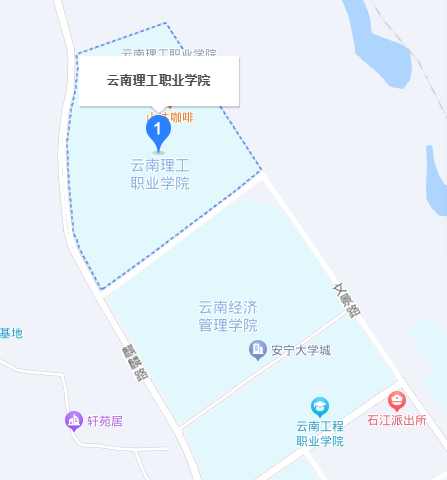 云南理工职业学院
云南理工职业学院
咖啡
1
云南理工
职业学院
云南经济
管理学院
文景路
基地
安宁大学城
麒麟路
石江派出所
轩苑居
云南工程
职业学院